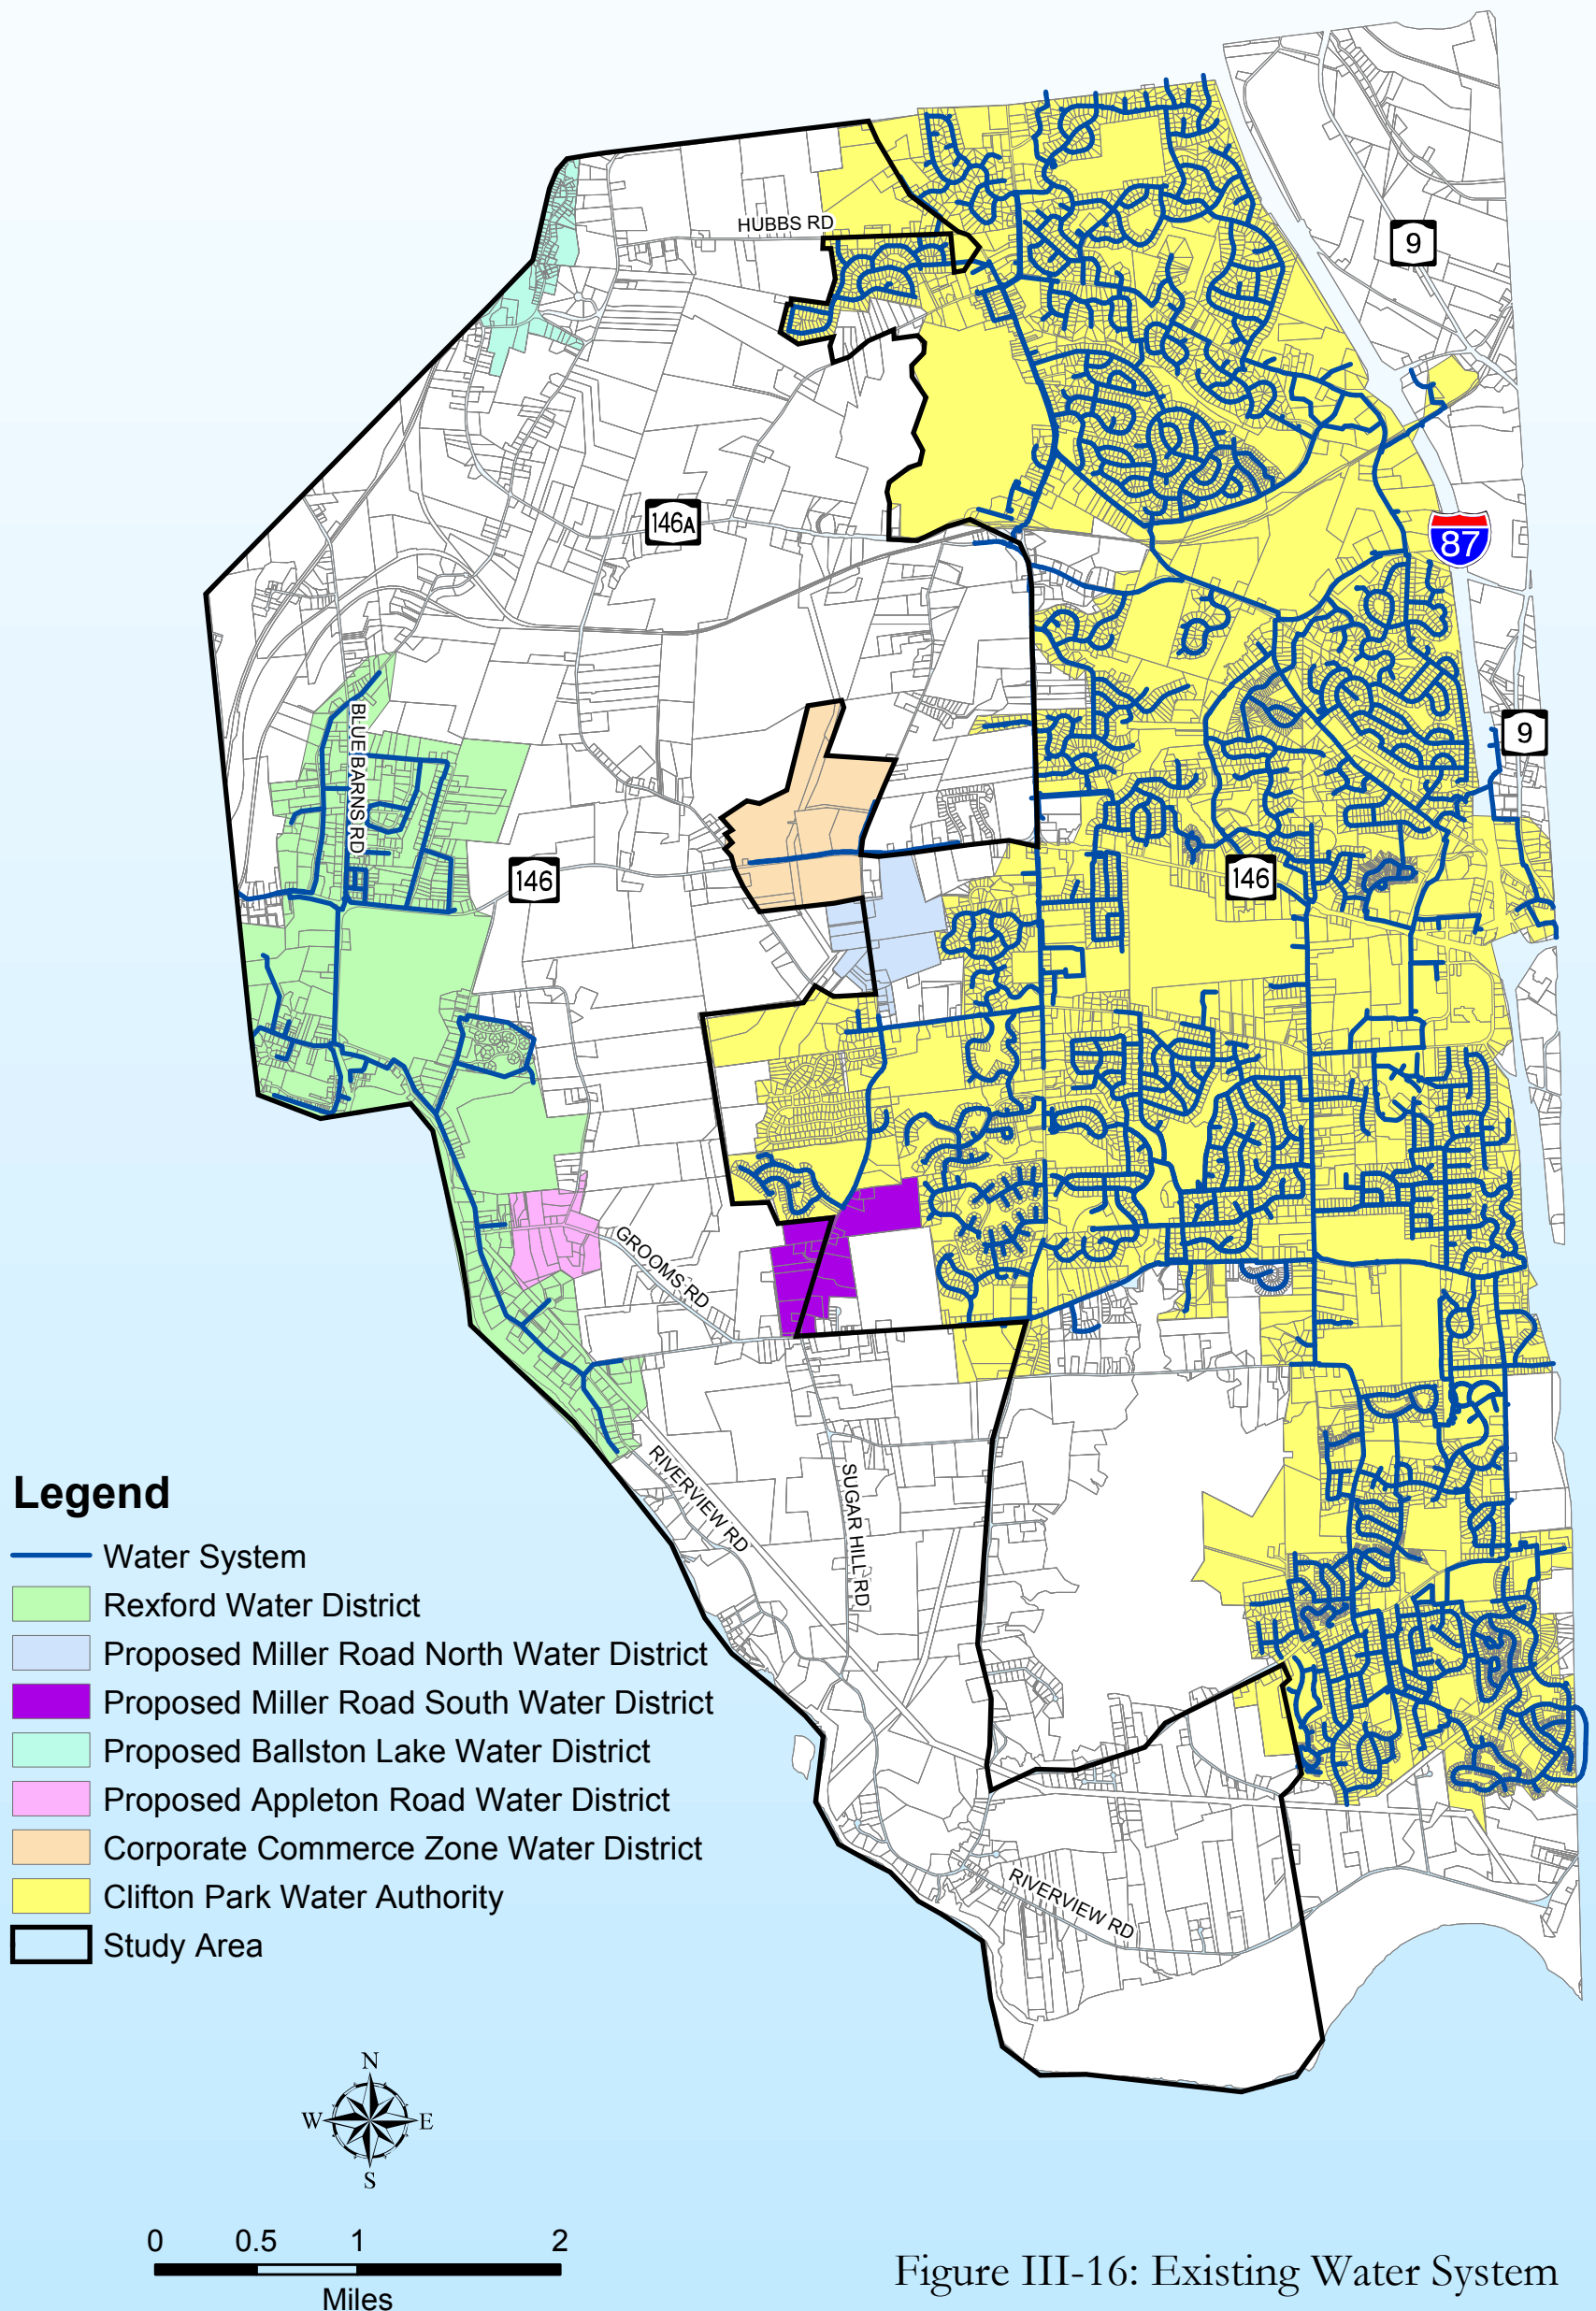 HUBBS RD
9
146A
87
BLUE BARNS RD
9
146
146
GROOMS RD
RIVERVIEW RD
SUGAR HILL RD
RIVERVIEW RD
Legend
Water System
Rexford Water District
Proposed Miller Road North Water District
Proposed Miller Road South Water District
Proposed Ballston Lake Water District
Proposed Appleton Road Water District
Corporate Commerce Zone Water District
Clifton Park Water Authority
Study Area
N
W E
S
0 0.5 1 2
Miles
Figure III-16: Existing Water System